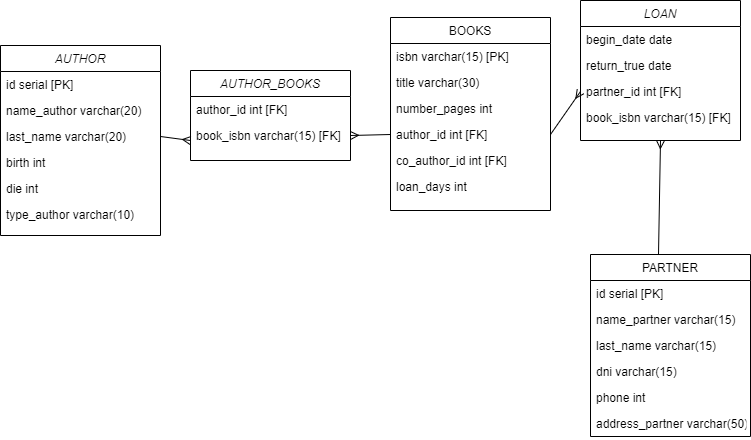 AUTHOR
id serial [PK]
name_author varchar(20)
last_name varchar(20)
birth int
die int
type_author varchar(10)
AUTHOR_BOOKS
author_id int [FK]
book_isbn varchar(15) [FK]
BOOKS
isbn varchar(15) [PK]
title varchar(30)
number_pages int
author_id int [FK]
co_author_id int [FK]
loan_days int
LOAN
begin_date date
return_true date
partner_id int [FK]
book_isbn varchar(15) [FK]
PARTNER
id serial [PK]
name_partner varchar(15)
last_name varchar(15)
dni varchar(15)
phone int
address_partner varchar(50)